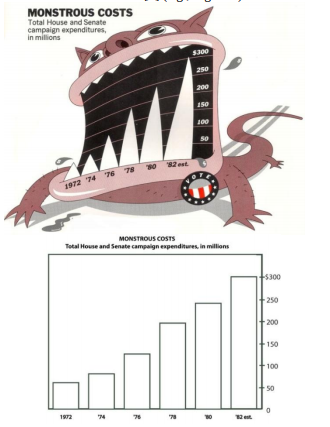 MONSTROUS COSTS
Total House and Senate
campaign expenditures,
in millions
$300
250
200
150
100
50
1972 '74 '76 '78 '80 '82 est.
VOTE
MONSTROUS COSTS
Total House and Senate campaign expenditures, in millions
$300
250
200
150
100
50
0
1972 '74 '76 '78 '80 '82 est.